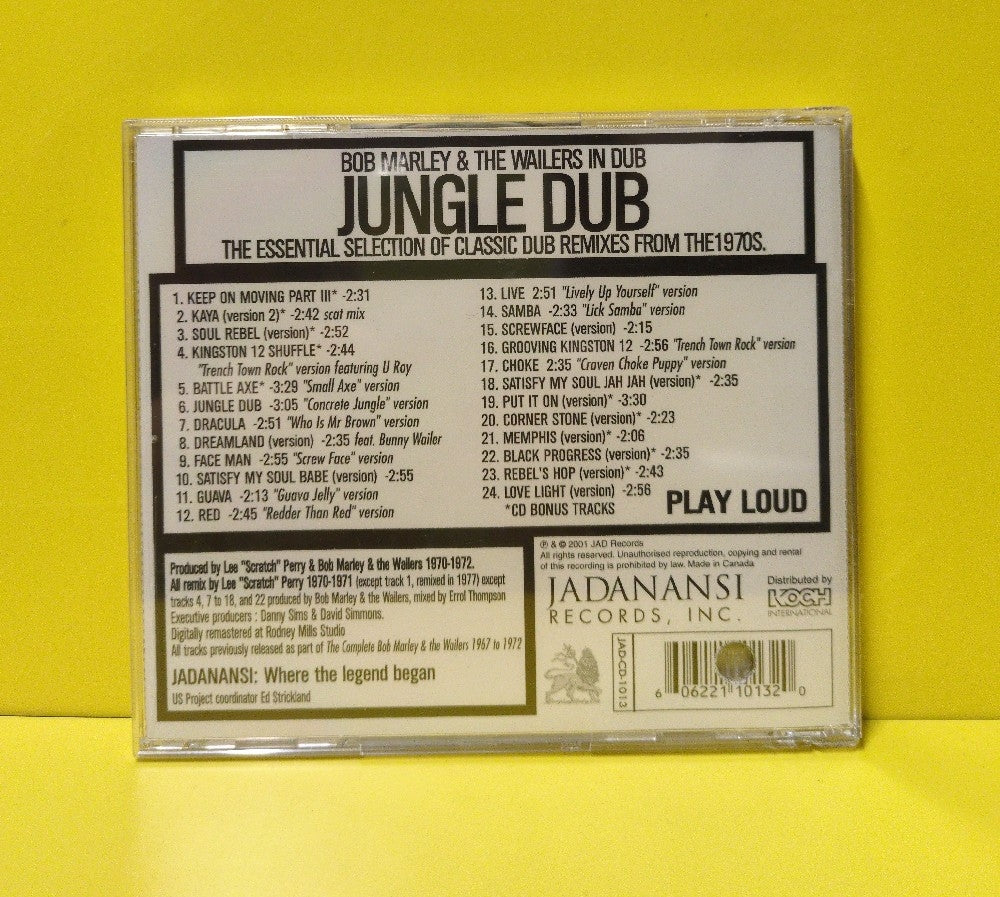 BOB MARLEY & THE WAILERS IN DUB
JUNGLE DUB
THE ESSENTIAL SELECTION OF CLASSIC DUB REMIXES FROM THE1970S.
1. KEEP ON MOVING PART III* -2:31
2. KAYA (version 2)* -2:42 scat mix
3. SOUL REBEL (version)* -2:52
4. KINGSTON 12 SHUFFLE* -2:44
"Trench Town Rock" version featuring U Roy
5. BATTLE AXE* -3:29 "Small Axe" version
6. JUNGLE DUB -3:05 "Concrete Jungle" version
7. DRACULA -2:51 "Who Is Mr Brown" version
8. DREAMLAND (version) -2:35 feat. Bunny Wailer
9. FACE MAN -2:55 "Screw Face" version
10. SATISFY MY SOUL BABE (version) -2:55
11. GUAVA -2:13 "Guava Jelly" version
12. RED -2:45 "Redder Than Red" version
13. LIVE 2:51 "Lively Up Yourself" version
14. SAMBA -2:33 "Lick Samba" version
15. SCREWFACE (version) -2:15
16. GROOVING KINGSTON 12 -2:56 "Trench Town Rock" version
17. CHOKE 2:35 "Craven Choke Puppy" version
18. SATISFY MY SOUL JAH JAH (version)* -2:35
19. PUT IT ON (version)* -3:30
20. CORNER STONE (version)* -2:23
21. MEMPHIS (version)* -2:06
22. BLACK PROGRESS (version)* -2:35
23. REBEL'S HOP (version)* -2:43
24. LOVE LIGHT (version) -2:56
*CD BONUS TRACKS
PLAY LOUD
Produced by Lee "Scratch" Perry & Bob Marley & the Wailers 1970-1972.
All remix by Lee "Scratch" Perry 1970-1971 (except track 1, remixed in 1977) except
tracks 4, 7 to 18, and 22 produced by Bob Marley & the Wailers, mixed by Errol Thompson
Executive producers : Danny Sims & David Simmons.
Digitally remastered at Rodney Mills Studio
All tracks previously released as part of The Complete Bob Marley & the Wailers 1967 to 1972
JADANANSI: Where the legend began
US Project coordinator Ed Strickland
℗ & © 2001 JAD Records
All rights reserved. Unauthorised reproduction, copying and rental
of this recording is prohibited by law. Made in Canada
JADANANSI
RECORDS, INC.
Distributed by
KOCH
INTERNATIONAL
JAD-CD-1013
6 06221 10132 0